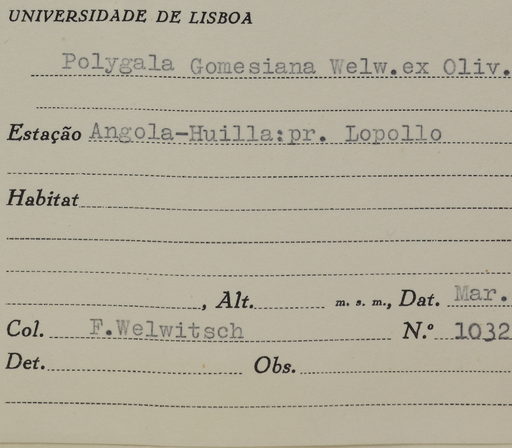 UNIVERSIDADE DE LISBOA
Polygala Gomesiana Welw.ex Oliv.
Estação Angola-Huilla:pr. Lopollo
Habitat
, Alt. m. s. m., Dat. Mar.
Col. F.Welwitsch N.º 1032
Det. Obs.